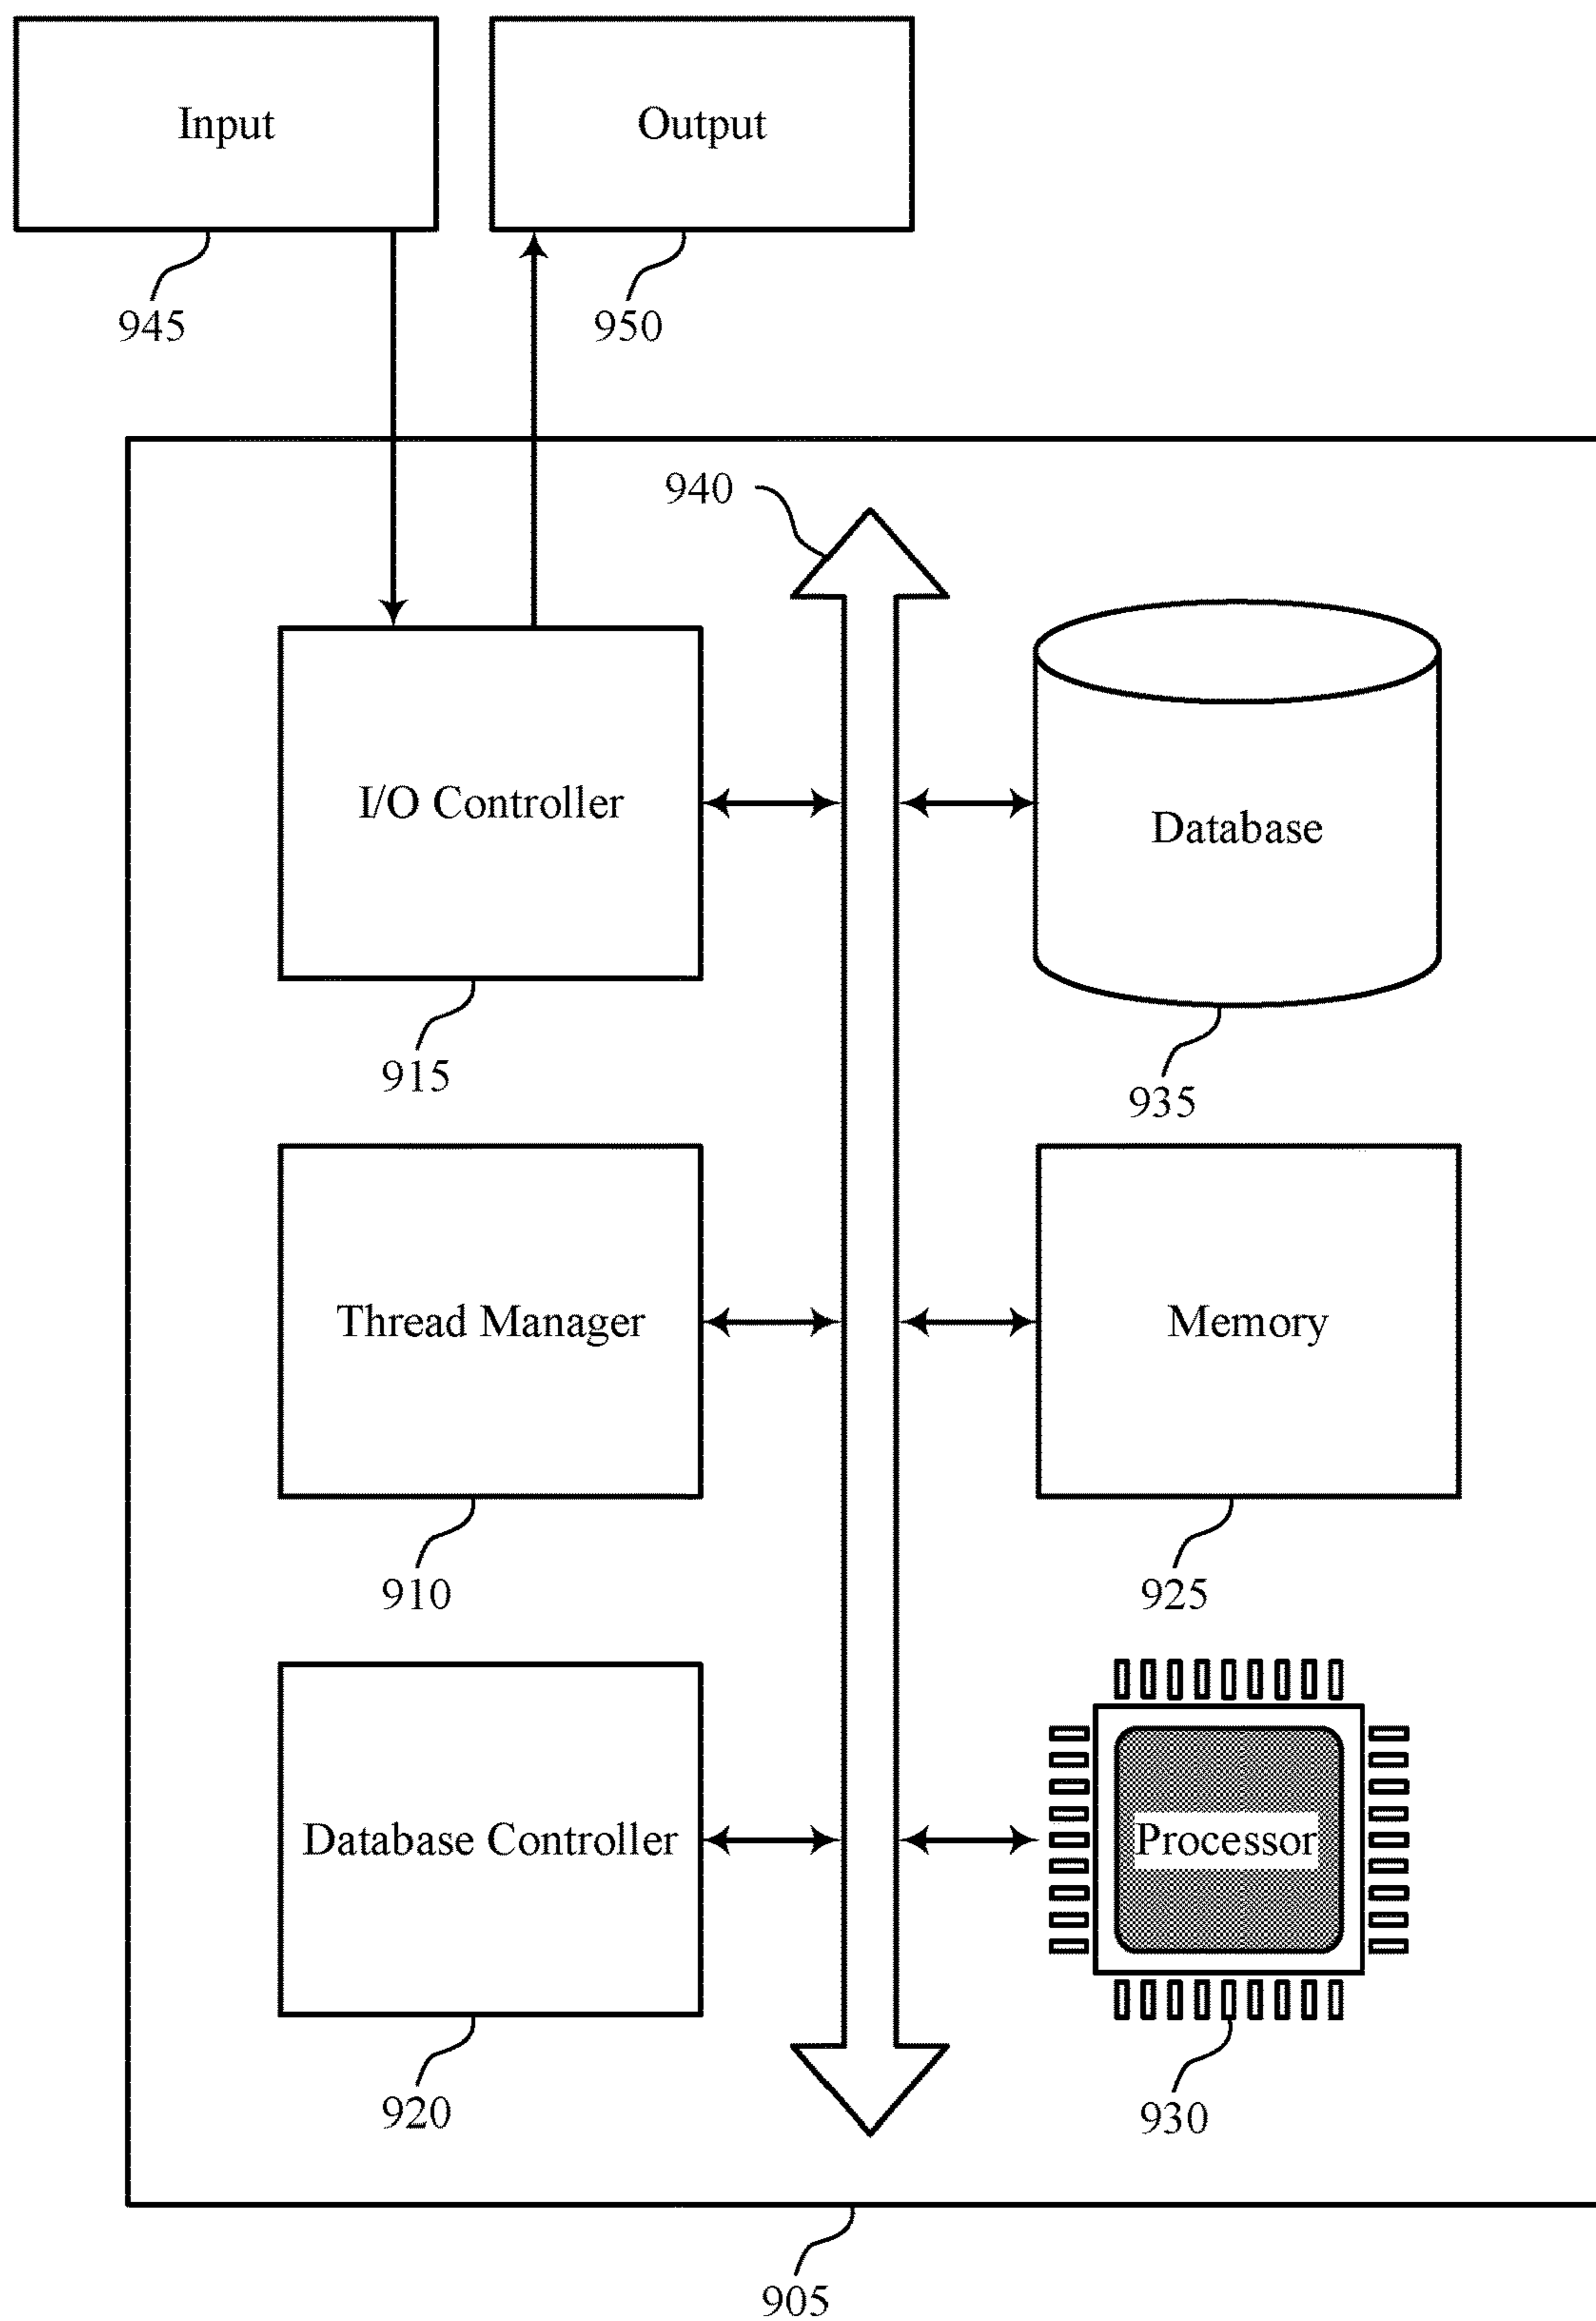 Input
Output
945
950
940
I/O Controller
Database
915
935
Thread Manager
Memory
910
925
Database Controller
Processor
920
930
905